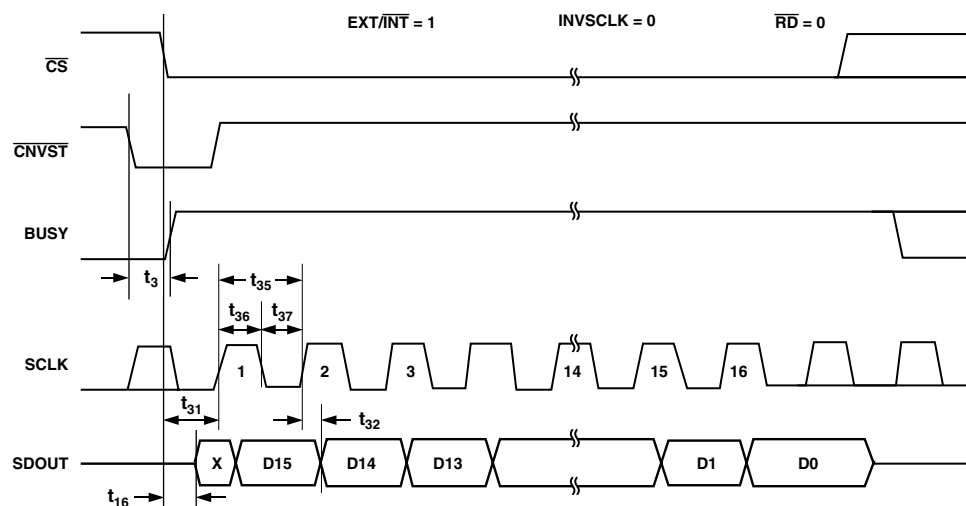 EXT/INT = 1 INVSCLK = 0 RD = 0
CS
CNVST
BUSY
t3
t35
t36 t37
SCLK
1 2 3 14 15 16
t31
t32
SDOUT
X D15 D14 D13 D1 D0
t16